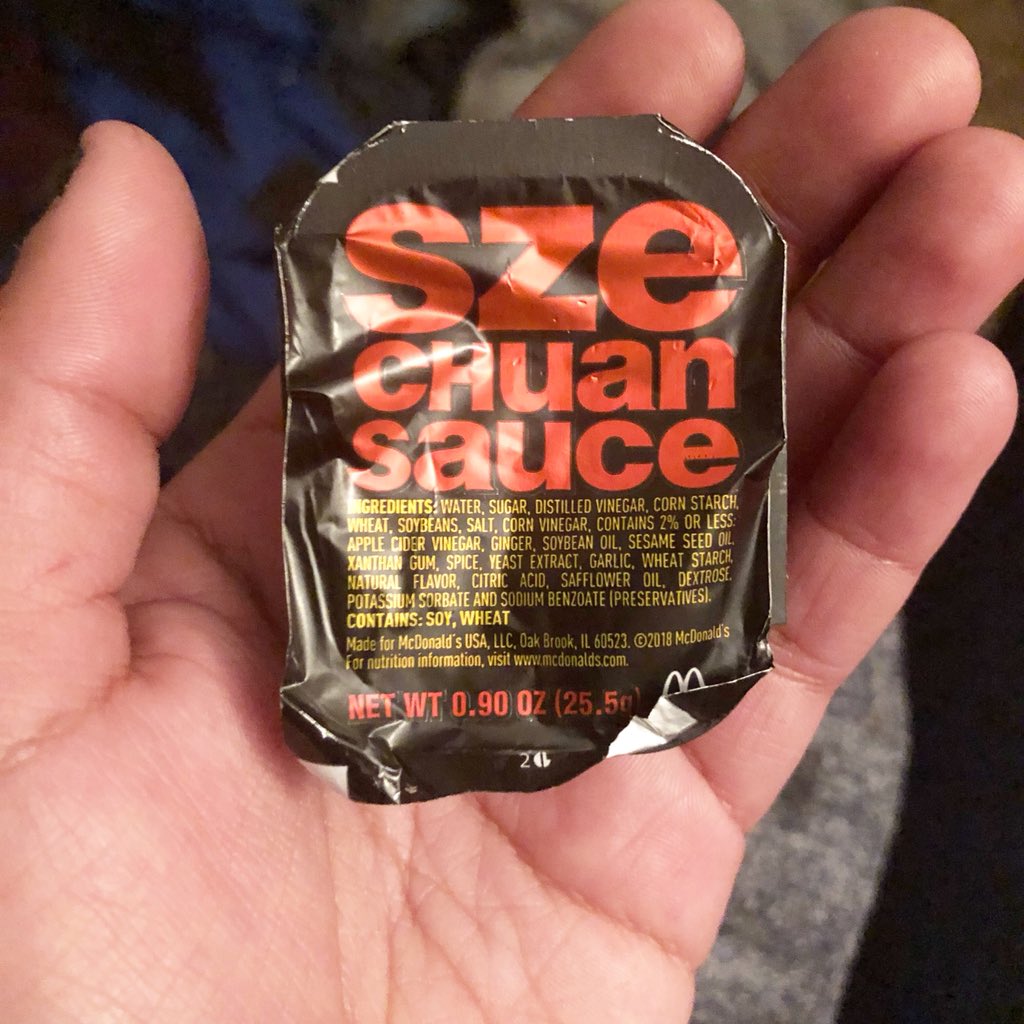 sze
cHuan
sauce
INGREDIENTS: WATER, SUGAR, DISTILLED VINEGAR, CORN STARCH,
WHEAT, SOYBEANS, SALT, CORN VINEGAR, CONTAINS 2% OR LESS:
APPLE CIDER VINEGAR, GINGER, SOYBEAN OIL, SESAME SEED OIL,
XANTHAN GUM, SPICE, YEAST EXTRACT, GARLIC, WHEAT STARCH,
NATURAL FLAVOR, CITRIC ACID, SAFFLOWER OIL, DEXTROSE,
POTASSIUM SORBATE AND SODIUM BENZOATE (PRESERVATIVES).
CONTAINS: SOY, WHEAT
Made for McDonald's USA, LLC, Oak Brook, IL 60523. ©2018 McDonald's
For nutrition information, visit www.mcdonalds.com.
NET WT 0.90 OZ (25.5g)
2